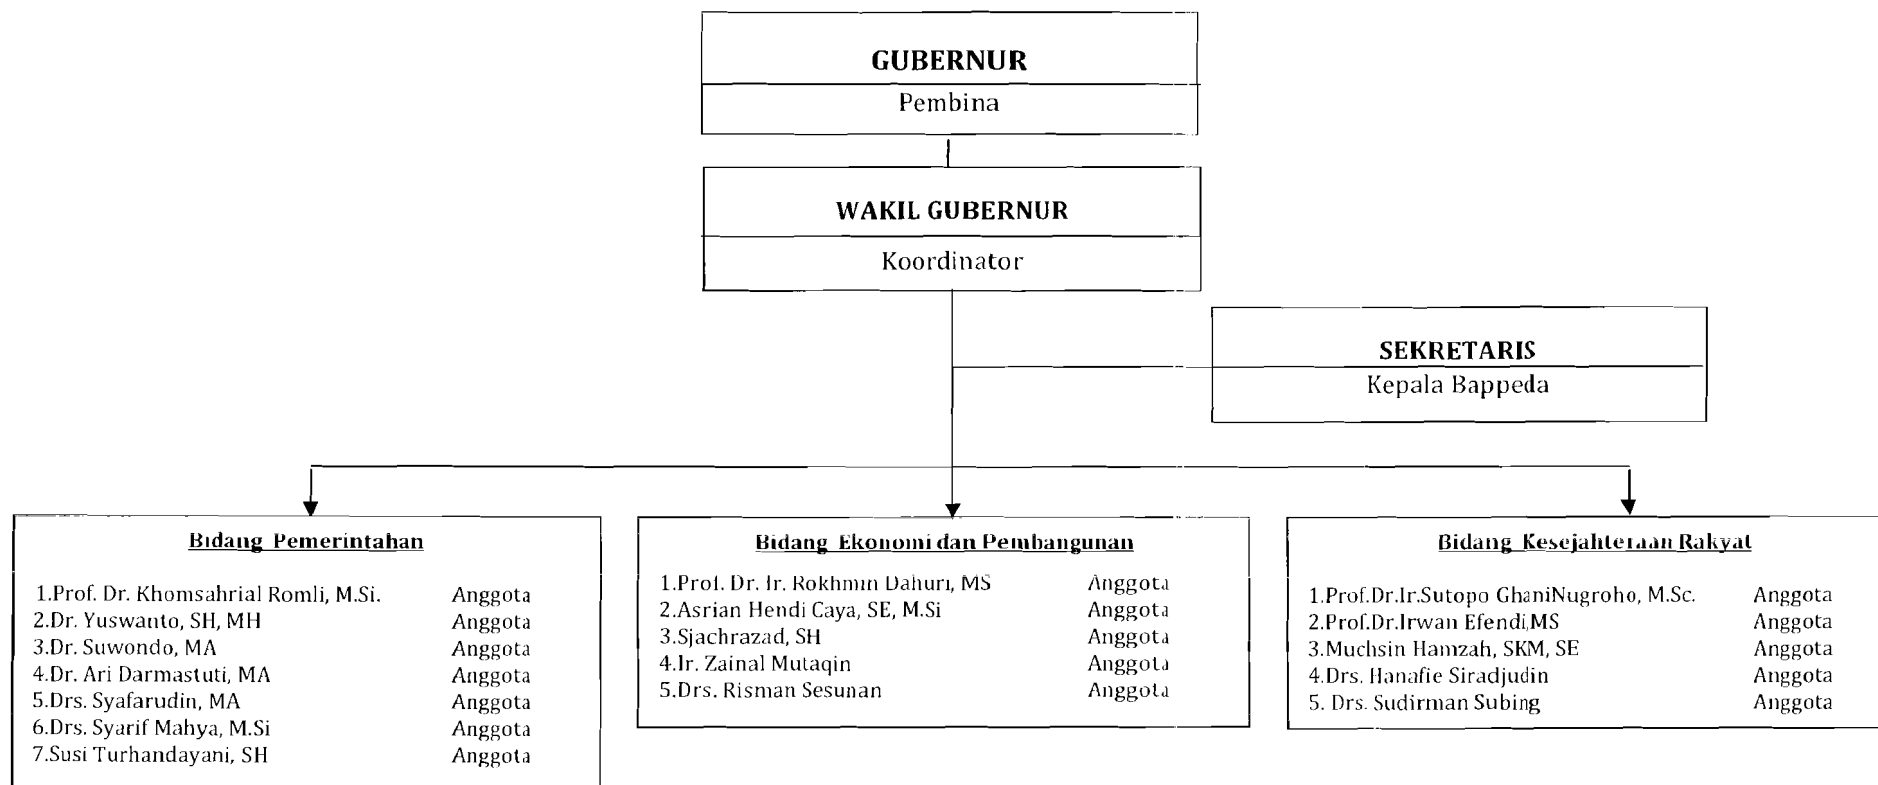 GUBERNUR
Pembina
WAKIL GUBERNUR
Koordinator
SEKRETARIS
Kepala Bappeda
Bidang Pemerintahan
1.Prof. Dr. Khomsahrial Romli, M.Si. Anggota
2.Dr. Yuswanto, SH, MH Anggota
3.Dr. Suwondo, MA Anggota
4.Dr. Ari Darmastuti, MA Anggota
5.Drs. Syafarudin, MA Anggota
6.Drs. Syarif Mahya, M.Si Anggota
7.Susi Turhandayani, SH Anggota
Bidang Ekonomi dan Pembangunan
1.Prof. Dr. Ir. Rokhmin Dahuri, MS Anggota
2.Asrian Hendi Caya, SE, M.Si Anggota
3.Sjachrazad, SH Anggota
4.Ir. Zainal Mutaqin Anggota
5.Drs. Risman Sesunan Anggota
Bidang Kesejahteraan Rakyat
1.Prof.Dr.Ir.Sutopo GhaniNugroho, M.Sc. Anggota
2.Prof.Dr.Irwan Efendi,MS Anggota
3.Muchsin Hamzah, SKM, SE Anggota
4.Drs. Hanafie Siradjudin Anggota
5. Drs. Sudirman Subing Anggota